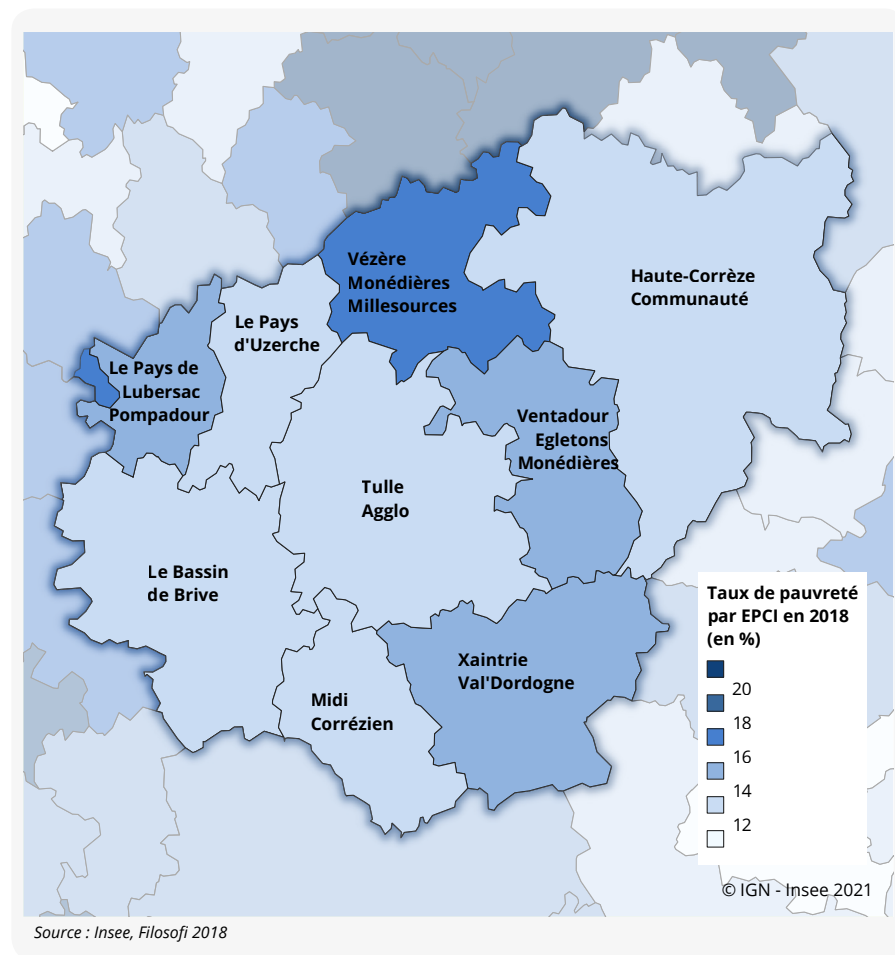 Vézère
Monédières
Millesources
Haute-Corrèze
Communauté
Le Pays
d'Uzerche
Le Pays de
Lubersac
Pompadour
Ventadour
Egletons
Monédières
Tulle
Agglo
Le Bassin
de Brive
Xaintrie
Val'Dordogne
Midi
Corrézien
Taux de pauvreté
par EPCI en 2018
(en %)
20
18
16
14
12
© IGN - Insee 2021
Source : Insee, Filosofi 2018